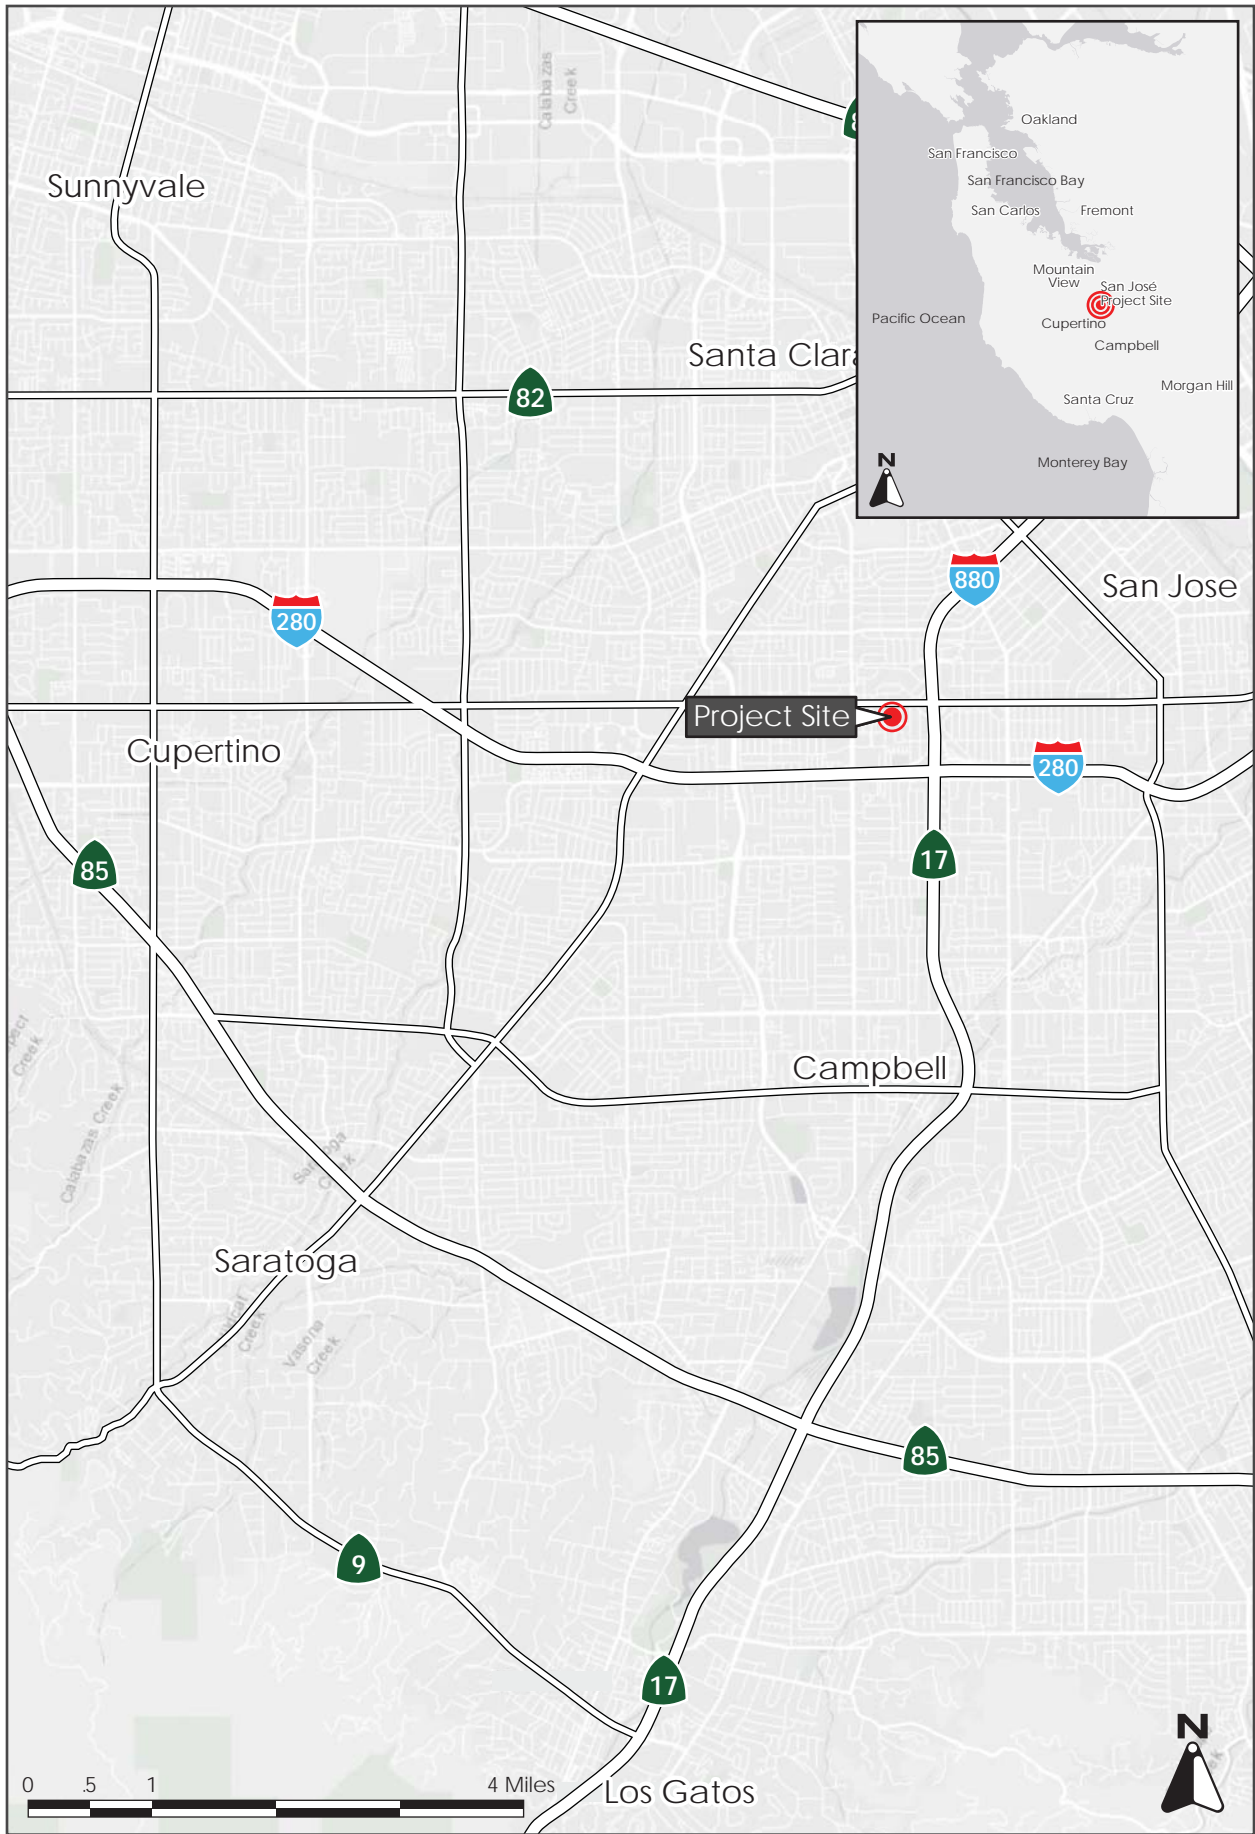 Calabazas
Creek
8
Oakland
San Francisco
San Francisco Bay
San Carlos
Fremont
Mountain
View
San José
Project Site
Pacific Ocean
Cupertino
Campbell
Morgan Hill
Santa Cruz
Monterey Bay
N
Sunnyvale
Santa Clara
82
880
San Jose
280
Project Site
Cupertino
280
85
17
Creek
Campbell
Calabazas Creek
Saratoga
Creek
Saratoga
Creek
Vasona
Creek
85
9
17
N
0 .5 1 4 Miles
Los Gatos